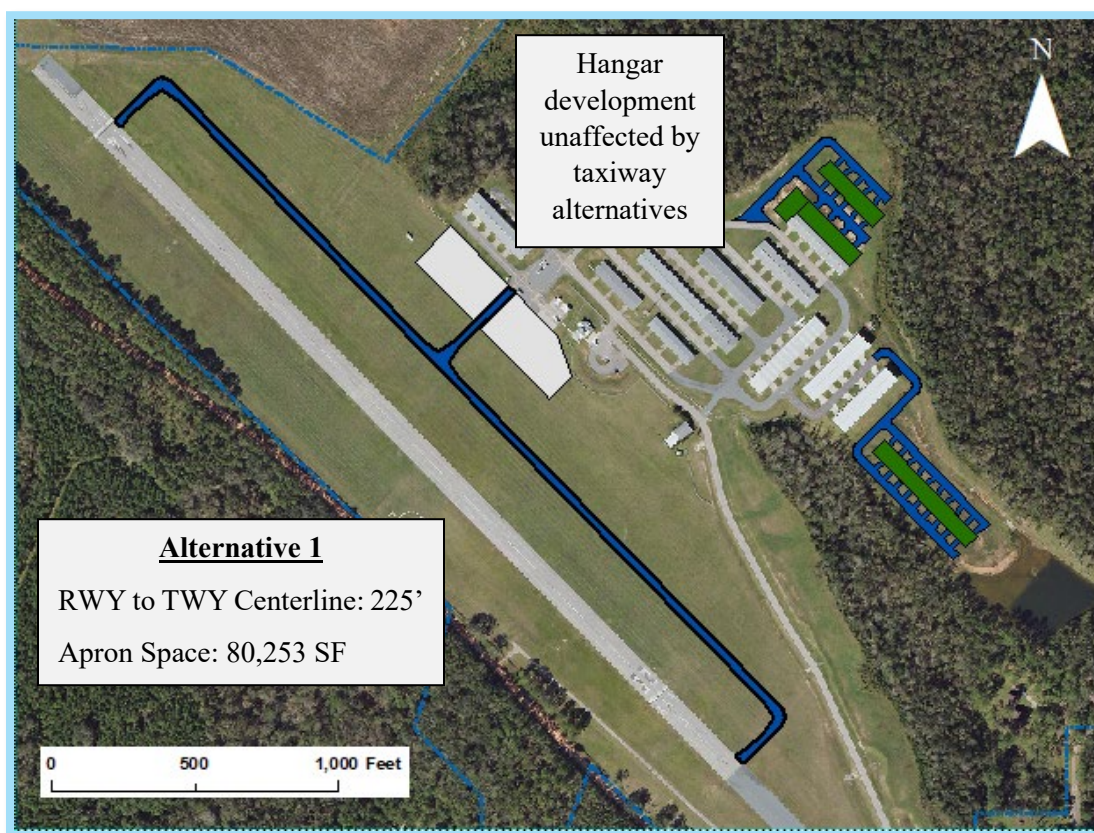 Hangar
development
unaffected by
taxiway
alternatives
N
Alternative 1
RWY to TWY Centerline: 225’
Apron Space: 80,253 SF
0 500 1,000 Feet